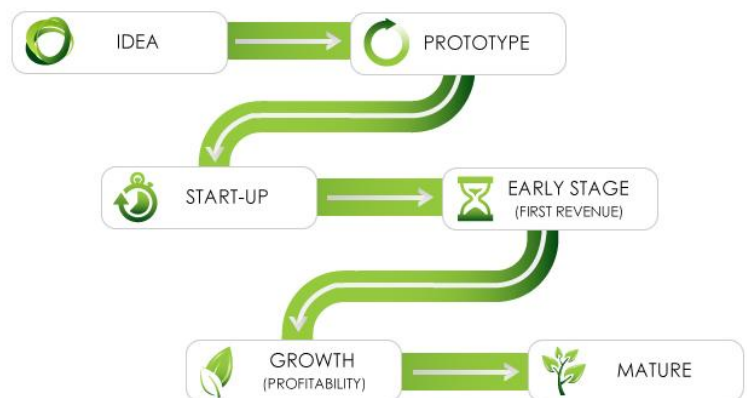 IDEA
PROTOTYPE
START-UP
EARLY STAGE
(FIRST REVENUE)
GROWTH
(PROFITABILITY)
MATURE